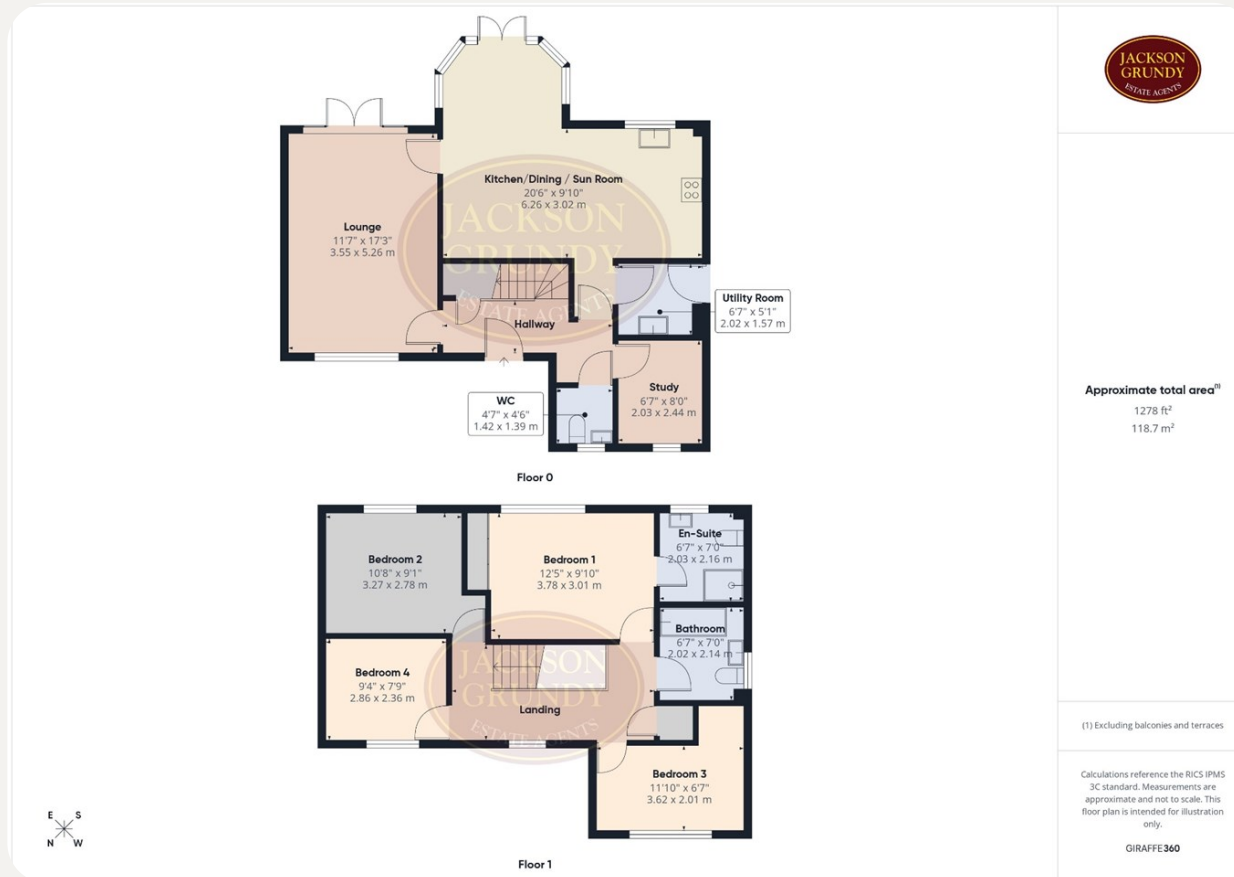 Kitchen/Dining / Sun Room
20'6" x 9'10"
6.26 x 3.02 m
Lounge
11'7" x 17'3"
3.55 x 5.26 m
JACKSON
GRUNDY
ESTATE AGENTS
Hallway
Utility Room
6'7" x 5'1"
2.02 x 1.57 m
WC
4'7" x 4'6"
1.42 x 1.39 m
Study
6'7" x 8'0"
2.03 x 2.44 m
Floor 0
Bedroom 2
10'8" x 9'1"
3.27 x 2.78 m
Bedroom 1
12'5" x 9'10"
3.78 x 3.01 m
En-Suite
6'7" x 7'0"
2.03 x 2.16 m
Bathroom
6'7" x 7'0"
2.02 x 2.14 m
Bedroom 4
9'4" x 7'9"
2.86 x 2.36 m
JACKSON
GRUNDY
ESTATE AGENTS
Landing
Bedroom 3
11'10" x 6'7"
3.62 x 2.01 m
Floor 1
E S
N W
JACKSON
GRUNDY
ESTATE AGENTS
Approximate total area(1)
1278 ft²
118.7 m²
(1) Excluding balconies and terraces
Calculations reference the RICS IPMS
3C standard. Measurements are
approximate and not to scale. This
floor plan is intended for illustration
only.
GIRAFFE360